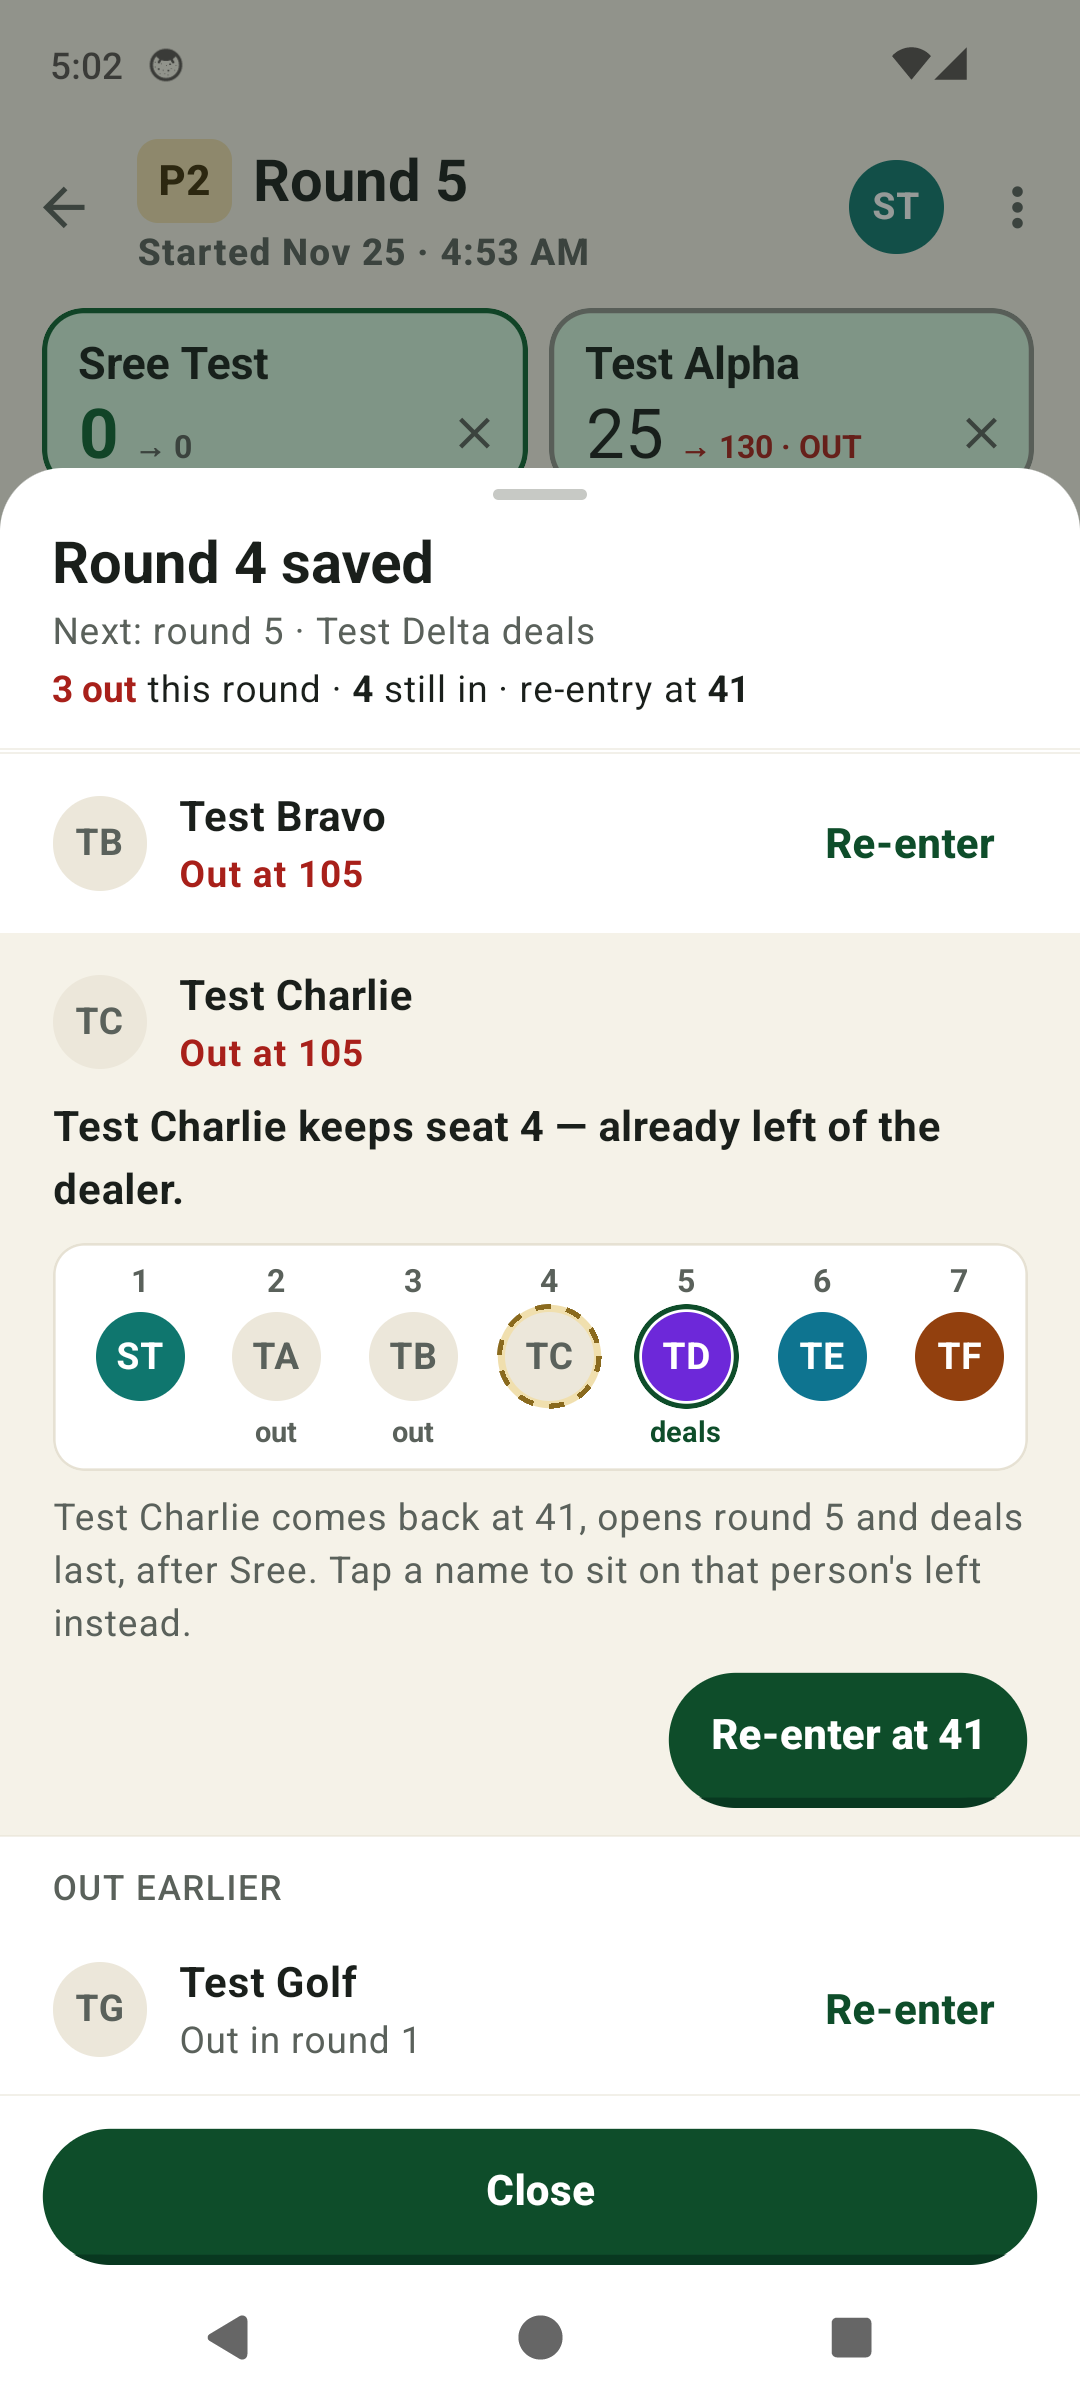 5:02
P2 Round 5
Started Nov 25 · 4:53 AM
ST
Sree Test
0 → 0
Test Alpha
25 → 130 · OUT
Round 4 saved
Next: round 5 · Test Delta deals
3 out this round · 4 still in · re-entry at 41
TB
Test Bravo
Out at 105
Re-enter
TC
Test Charlie
Out at 105
Test Charlie keeps seat 4 — already left of the
dealer.
1 2 3 4 5 6 7
ST TA TB TC TD TE TF
out out deals
Test Charlie comes back at 41, opens round 5 and deals
last, after Sree. Tap a name to sit on that person's left
instead.
Re-enter at 41
OUT EARLIER
TG
Test Golf
Out in round 1
Re-enter
Close